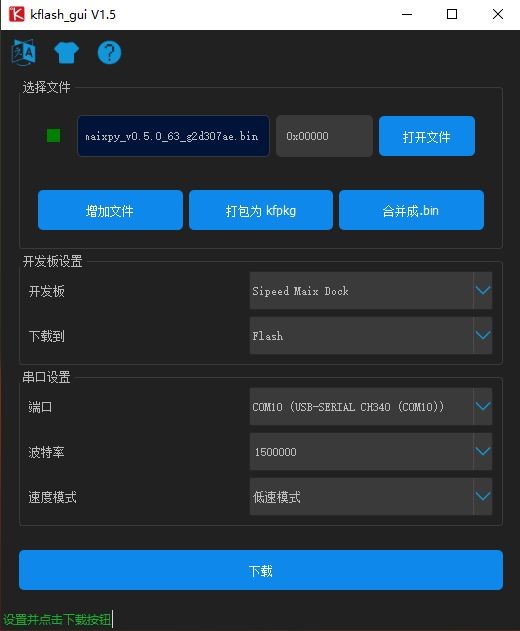 kflash_gui V1.5
选择文件
naixpy_v0.5.0_63_g2d307ae.bin
0x00000
打开文件
增加文件
打包为 kfpkg
合并成.bin
开发板设置
开发板
Sipeed Maix Dock
下载到
Flash
串口设置
端口
COM10 (USB-SERIAL CH340 (COM10))
波特率
1500000
速度模式
低速模式
下载
设置并点击下载按钮